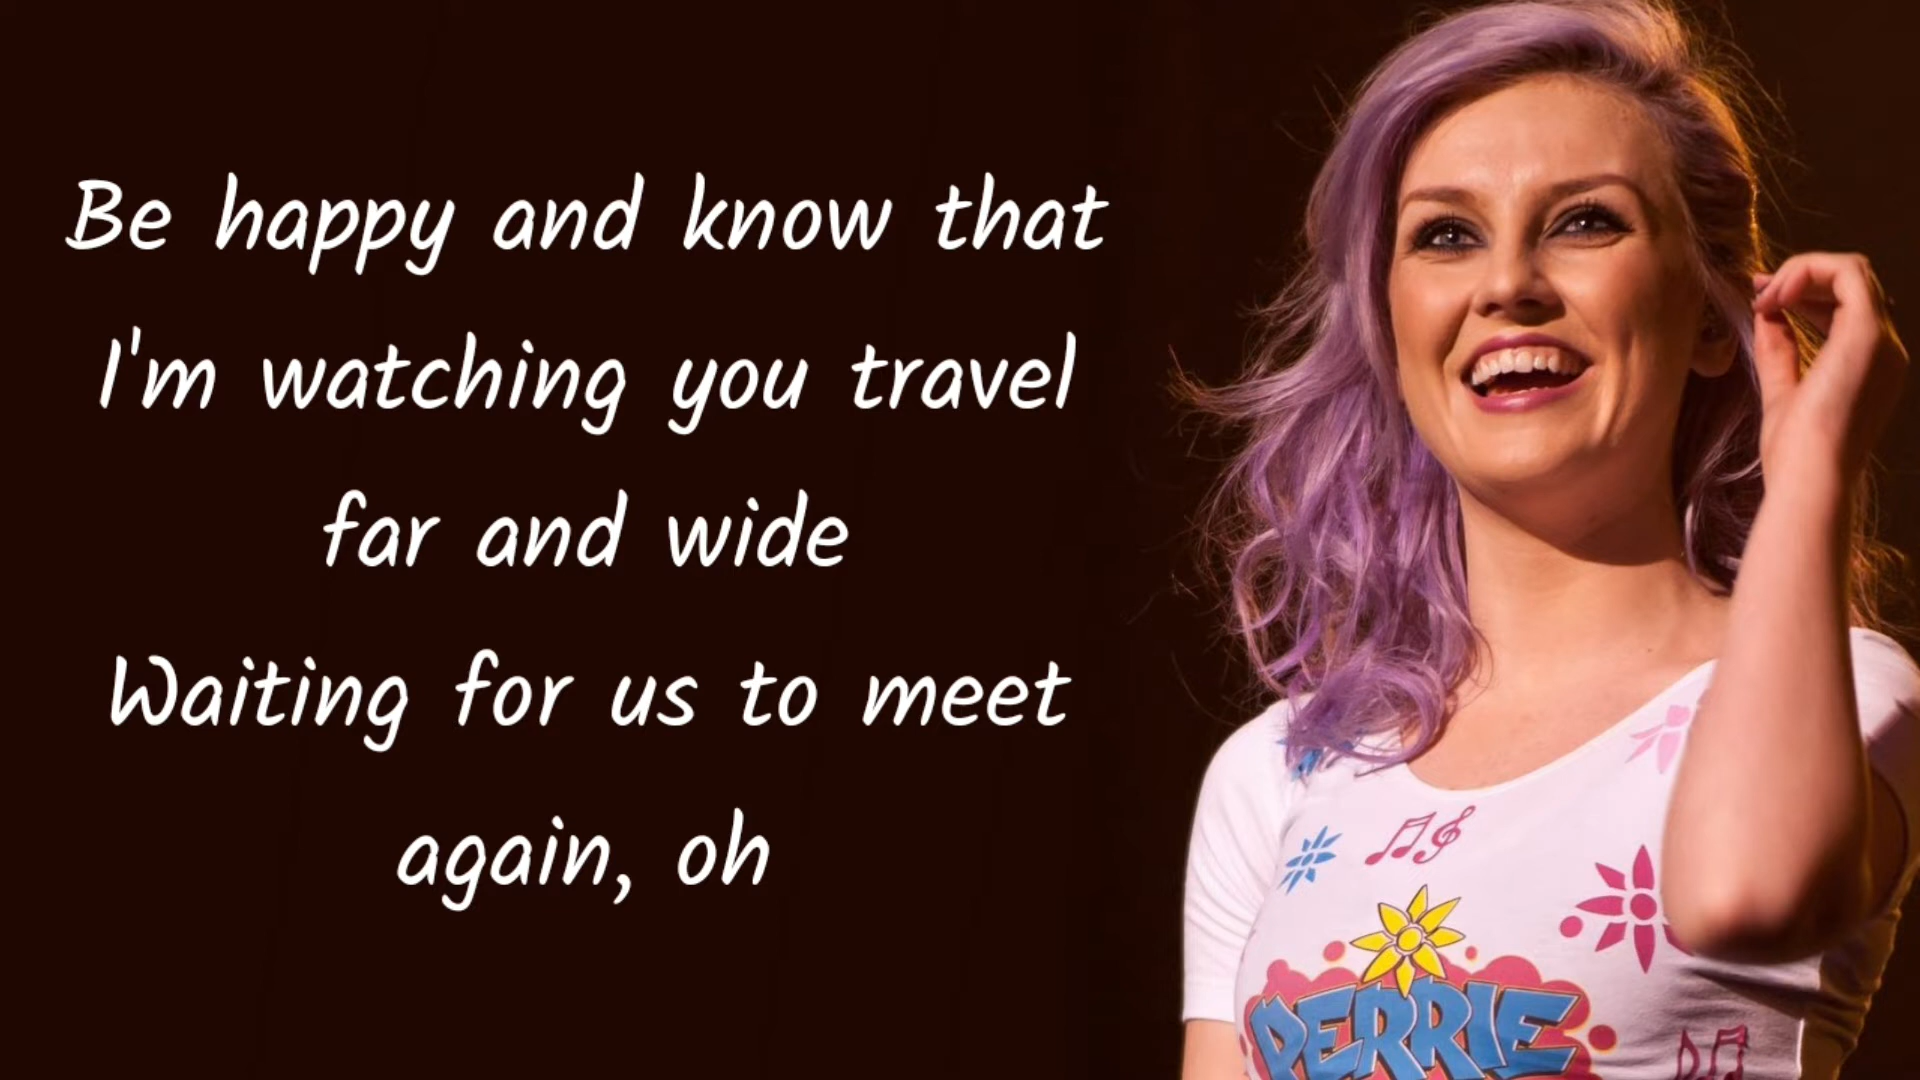 Be happy and know that
I'm watching you travel
far and wide
Waiting for us to meet
again, oh
PERRIE